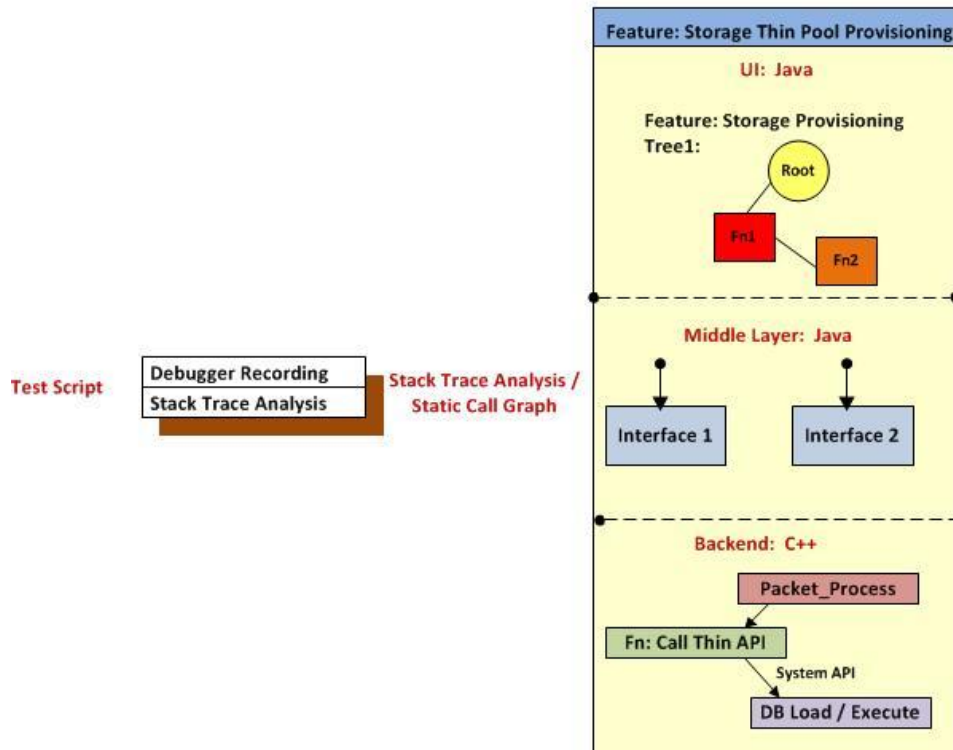 Feature: Storage Thin Pool Provisioning
UI: Java
Feature: Storage Provisioning
Tree1:
Root
Fn1
Fn2
Middle Layer: Java
Interface 1
Interface 2
Test Script
Debugger Recording
Stack Trace Analysis
Stack Trace Analysis /
Static Call Graph
Backend: C++
Packet_Process
Fn: Call Thin API
System API
DB Load / Execute